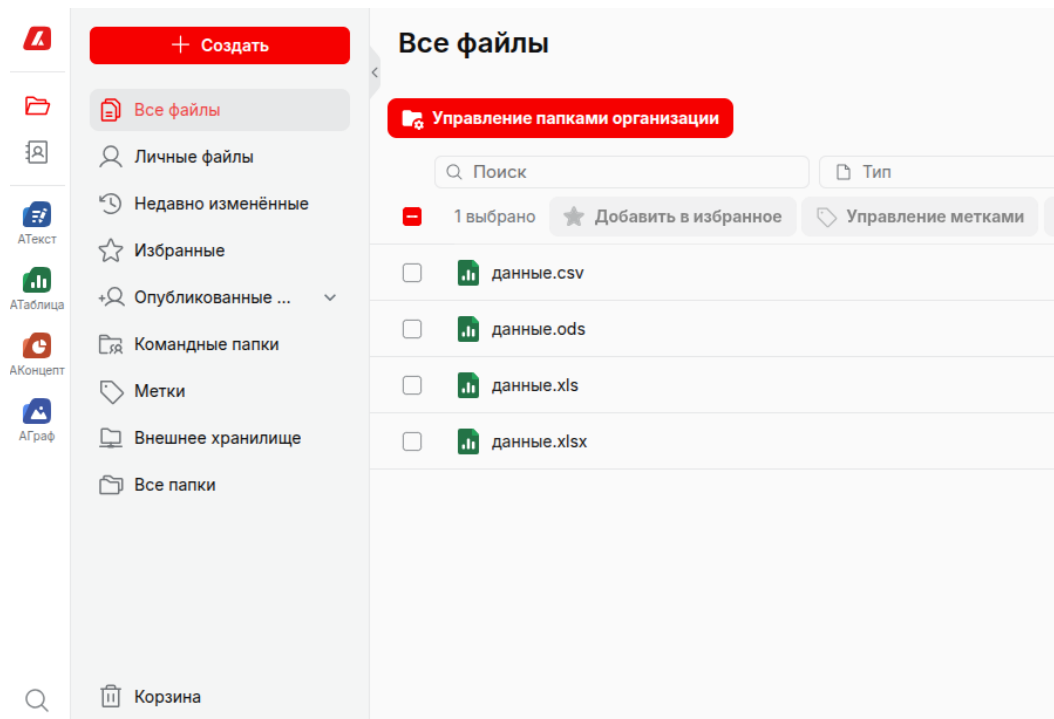 Создать
Все файлы
Личные файлы
Недавно изменённые
Избранные
Опубликованные ...
Командные папки
Метки
Внешнее хранилище
Все папки
Корзина
АТекст
АТаблица
АКонцепт
АГраф
Все файлы
Управление папками организации
Поиск
Тип
1 выбрано
Добавить в избранное
Управление метками
данные.csv
данные.ods
данные.xls
данные.xlsx